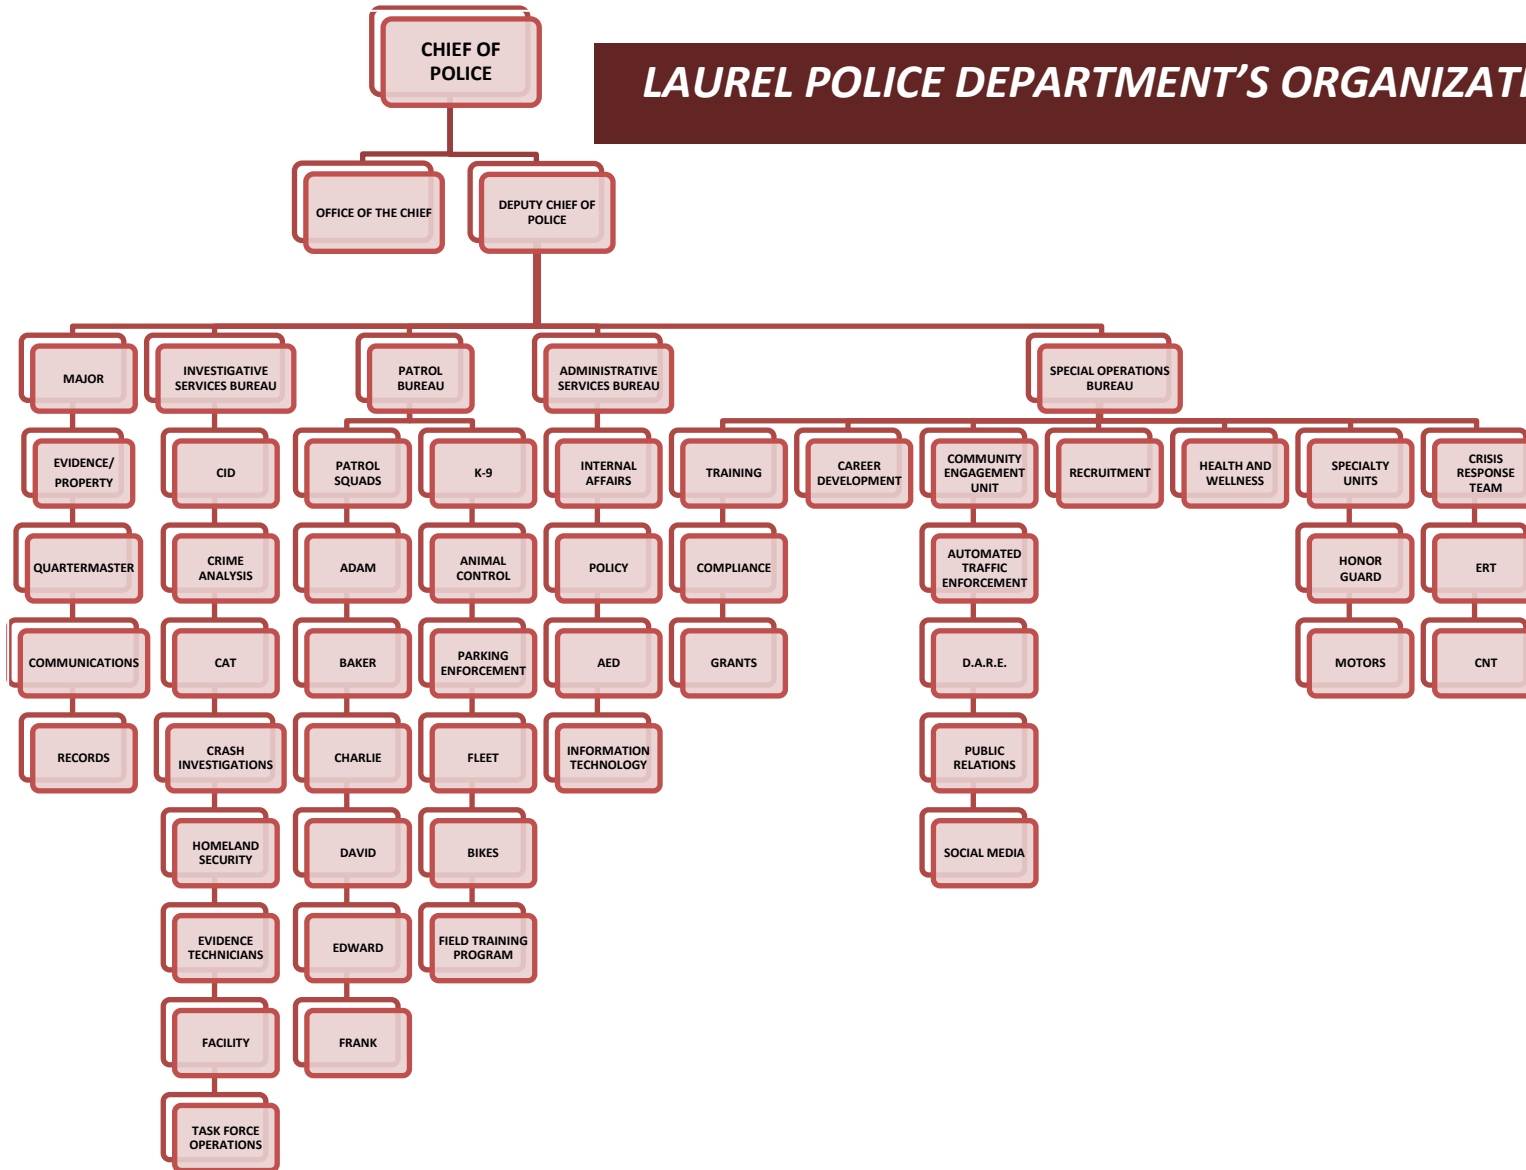 CHIEF OF
POLICE
LAUREL POLICE DEPARTMENT’S
OFFICE OF THE CHIEF
DEPUTY CHIEF OF
POLICE
MAJOR
INVESTIGATIVE
SERVICES BUREAU
PATROL
BUREAU
ADMINISTRATIVE
SERVICES BUREAU
SPECIAL OPERATIONS
BUREAU
EVIDENCE/
PROPERTY
CID
PATROL
SQUADS
K-9
INTERNAL
AFFAIRS
TRAINING
CAREER
DEVELOPMENT
COMMUNITY
ENGAGEMENT
UNIT
RECRUITMENT
HEALTH AND
WELLNESS
SPECIALTY
UNITS
CRISIS
RESPONSE
TEAM
QUARTERMASTER
CRIME
ANALYSIS
ADAM
ANIMAL
CONTROL
POLICY
COMPLIANCE
AUTOMATED
TRAFFIC
ENFORCEMENT
HONOR
GUARD
ERT
COMMUNICATIONS
CAT
BAKER
PARKING
ENFORCEMENT
AED
GRANTS
D.A.R.E.
MOTORS
CNT
RECORDS
CRASH
INVESTIGATIONS
CHARLIE
FLEET
INFORMATION
TECHNOLOGY
PUBLIC
RELATIONS
HOMELAND
SECURITY
DAVID
BIKES
SOCIAL MEDIA
EVIDENCE
TECHNICIANS
EDWARD
FIELD TRAINING
PROGRAM
FACILITY
FRANK
TASK FORCE
OPERATIONS